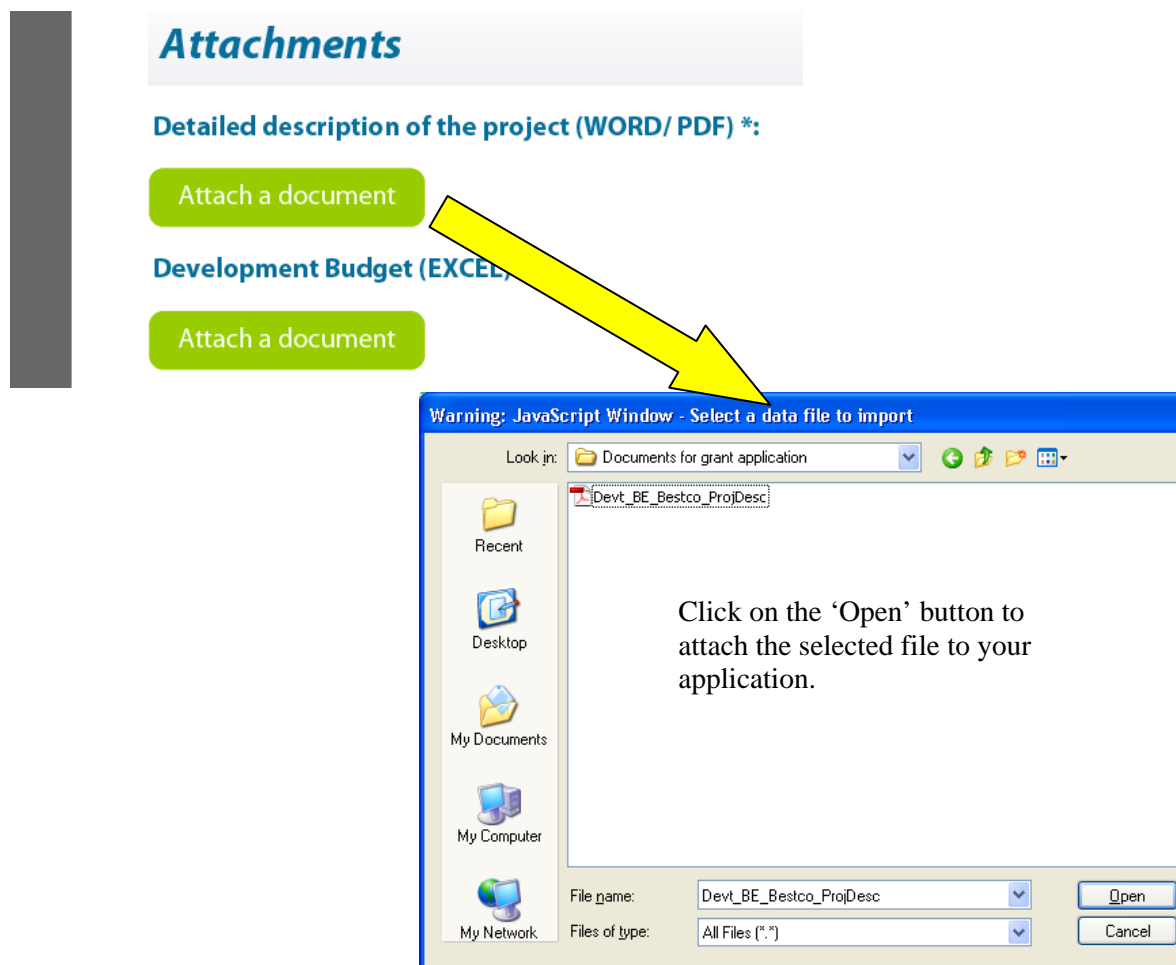 Attachments
Detailed description of the project (WORD/ PDF) *:
Attach a document
Development Budget (EXCEL)
Attach a document
Warning: JavaScript Window - Select a data file to import
Look in: Documents for grant application
Devt_BE_Bestco_ProjDesc
Recent
Desktop
My Documents
My Computer
My Network
Click on the ‘Open’ button to
attach the selected file to your
application.
File name: Devt_BE_Bestco_ProjDesc Open
Files of type: All Files (*.*) Cancel